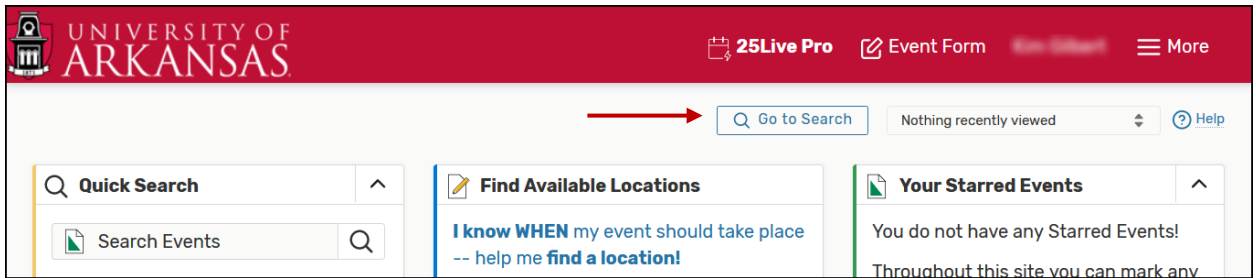 UNIVERSITY OF
ARKANSAS
1871
25Live Pro
Event Form
More
Go to Search
Nothing recently viewed
Help
Quick Search
Find Available Locations
Your Starred Events
Search Events
I know WHEN my event should take place
-- help me find a location!
You do not have any Starred Events!
Throughout this site you can mark any